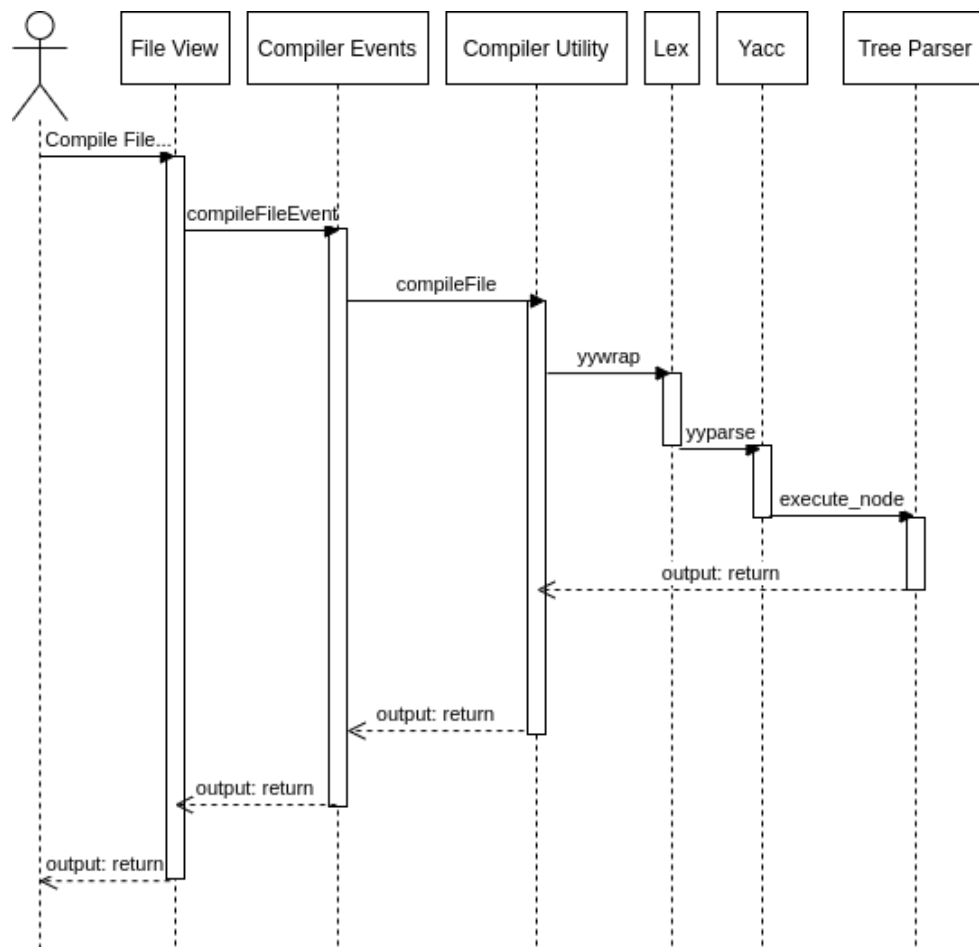 File View
Compiler Events
Compiler Utility
Lex
Yacc
Tree Parser
Compile File...
compileFileEvent
compileFile
yywrap
yyparse
execute_node
output: return
output: return
output: return
output: return